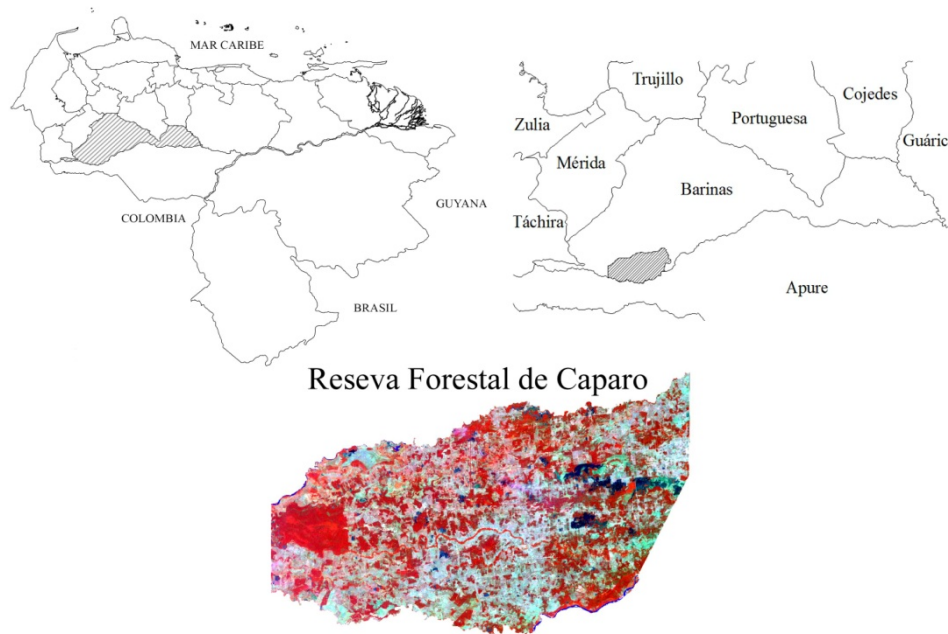 MAR CARIBE
COLOMBIA
GUYANA
BRASIL
Trujillo
Cojedes
Zulia
Portuguesa
Guáric
Mérida
Barinas
Táchira
Apure
Reseva Forestal de Caparo